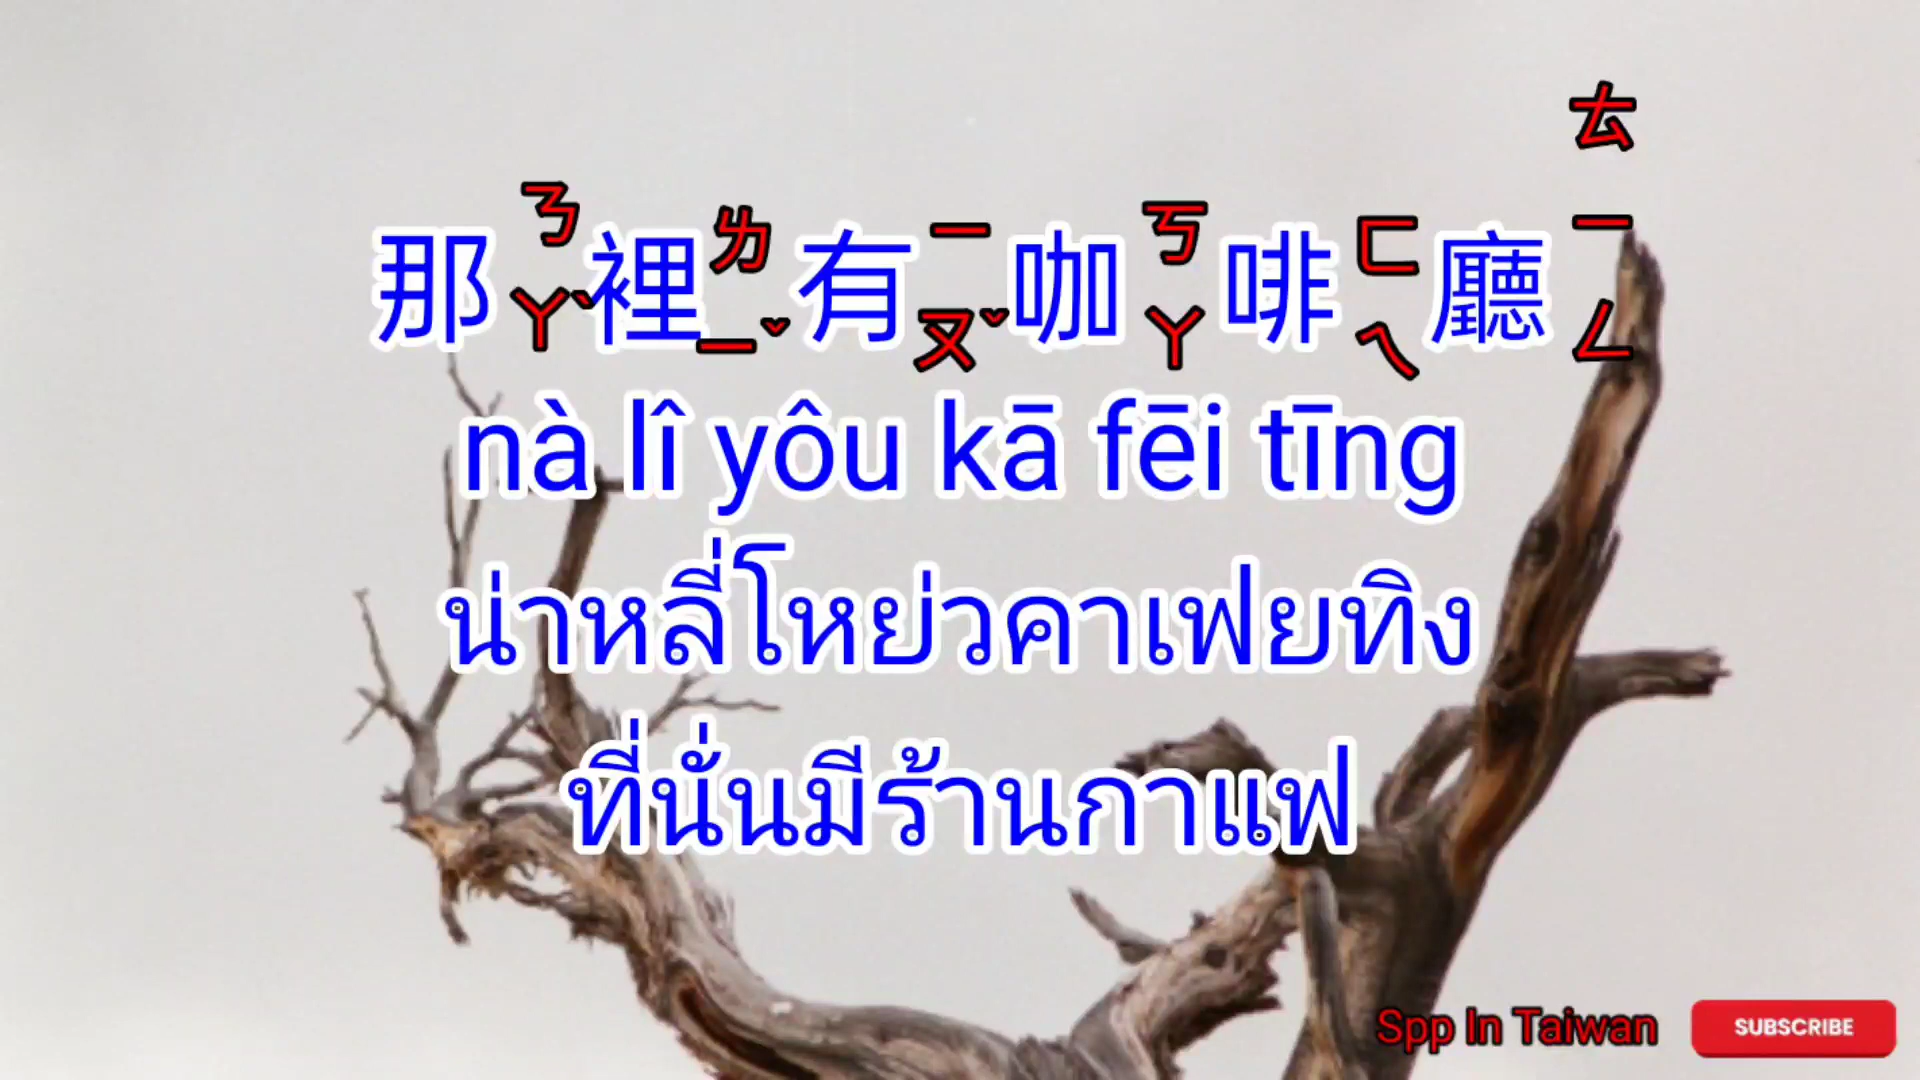 那ㄋㄚˋ裡ㄌㄧˇ有ㄧㄡˇ咖ㄎㄚ啡ㄈㄟ廳ㄊㄧㄥ
nà lî yôu kā fēi tīng
น่าหลี่โหย่วคาเฟยทิง
ที่นั่นมีร้านกาแฟ
Spp In Taiwan
SUBSCRIBE